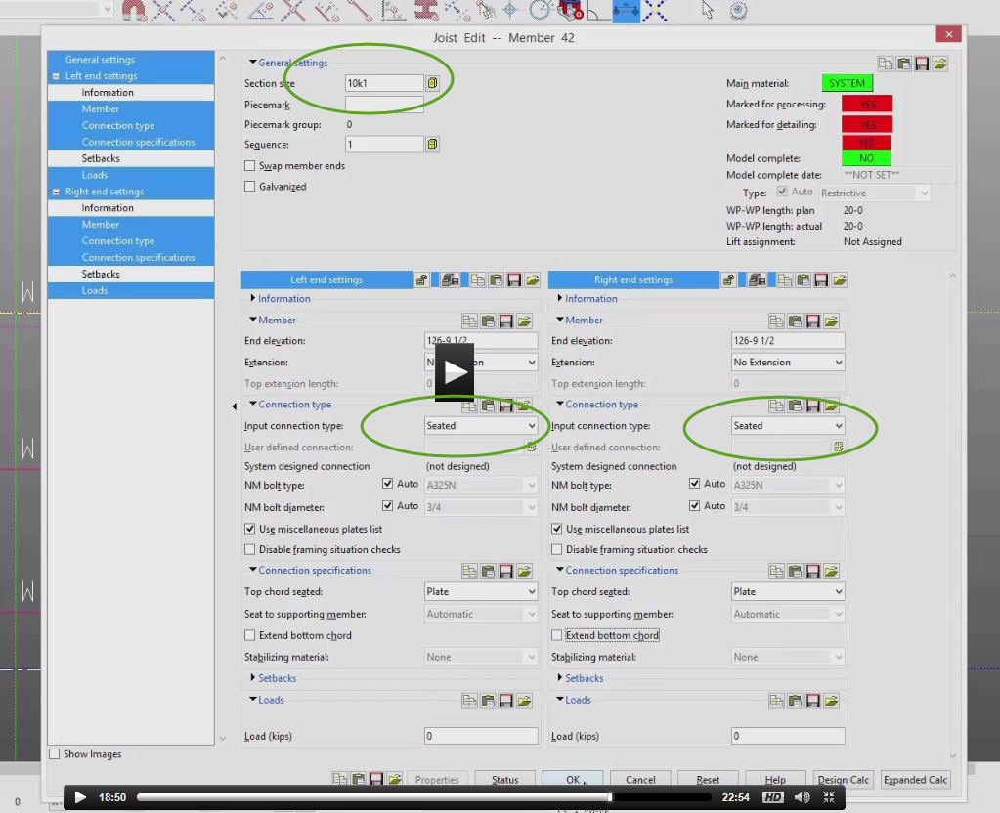 Joist Edit -- Member 42
General settings
Left end settings
Information
Member
Connection type
Connection specifications
Setbacks
Loads
Right end settings
Information
Member
Connection type
Connection specifications
Setbacks
Loads
Show Images
General settings
Section size 10k1
Piecemark
Piecemark group: 0
Sequence: 1
Swap member ends
Galvanized
Main material: SYSTEM
Marked for processing: YES
Marked for detailing: YES
YES
Model complete: NO
Model complete date: **NOT SET**
Type: Auto Restrictive
WP-WP length: plan 20-0
WP-WP length: actual 20-0
Lift assignment: Not Assigned
Left end settings
Information
Member
End elevation: 126-9 1/2
Extension:
Top extension length: 0
Connection type
Input connection type: Seated
User defined connection:
System designed connection (not designed)
NM bolt type: Auto A325N
NM bolt diameter: Auto 3/4
Use miscellaneous plates list
Disable framing situation checks
Connection specifications
Top chord seated: Plate
Seat to supporting member: Automatic
Extend bottom chord
Stabilizing material: None
Setbacks
Loads
Load (kips) 0
Right end settings
Information
Member
End elevation: 126-9 1/2
Extension: No Extension
Top extension length: 0
Connection type
Input connection type: Seated
User defined connection:
System designed connection (not designed)
NM bolt type: Auto A325N
NM bolt diameter: Auto 3/4
Use miscellaneous plates list
Disable framing situation checks
Connection specifications
Top chord seated: Plate
Seat to supporting member: Automatic
Extend bottom chord
Stabilizing material: None
Setbacks
Loads
Load (kips) 0
Properties Status OK Cancel Reset Help Design Calc Expanded Calc
W
W
W
0
18:50 22:54 HD